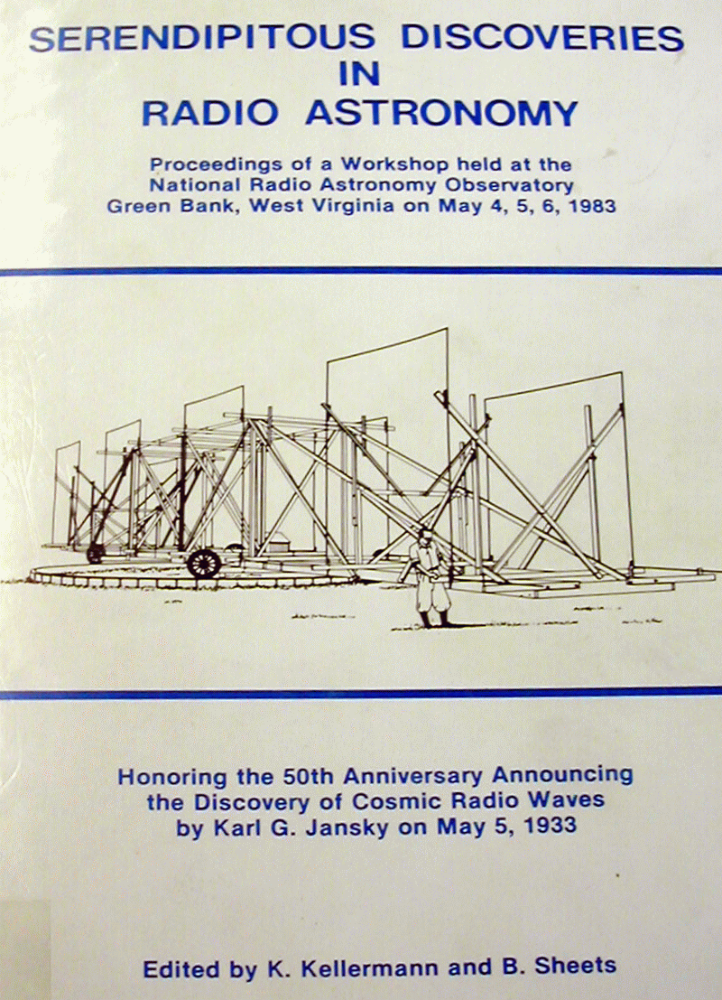 SERENDIPITOUS DISCOVERIES
IN
RADIO ASTRONOMY
Proceedings of a Workshop held at the
National Radio Astronomy Observatory
Green Bank, West Virginia on May 4, 5, 6, 1983
Honoring the 50th Anniversary Announcing
the Discovery of Cosmic Radio Waves
by Karl G. Jansky on May 5, 1933
Edited by K. Kellermann and B. Sheets